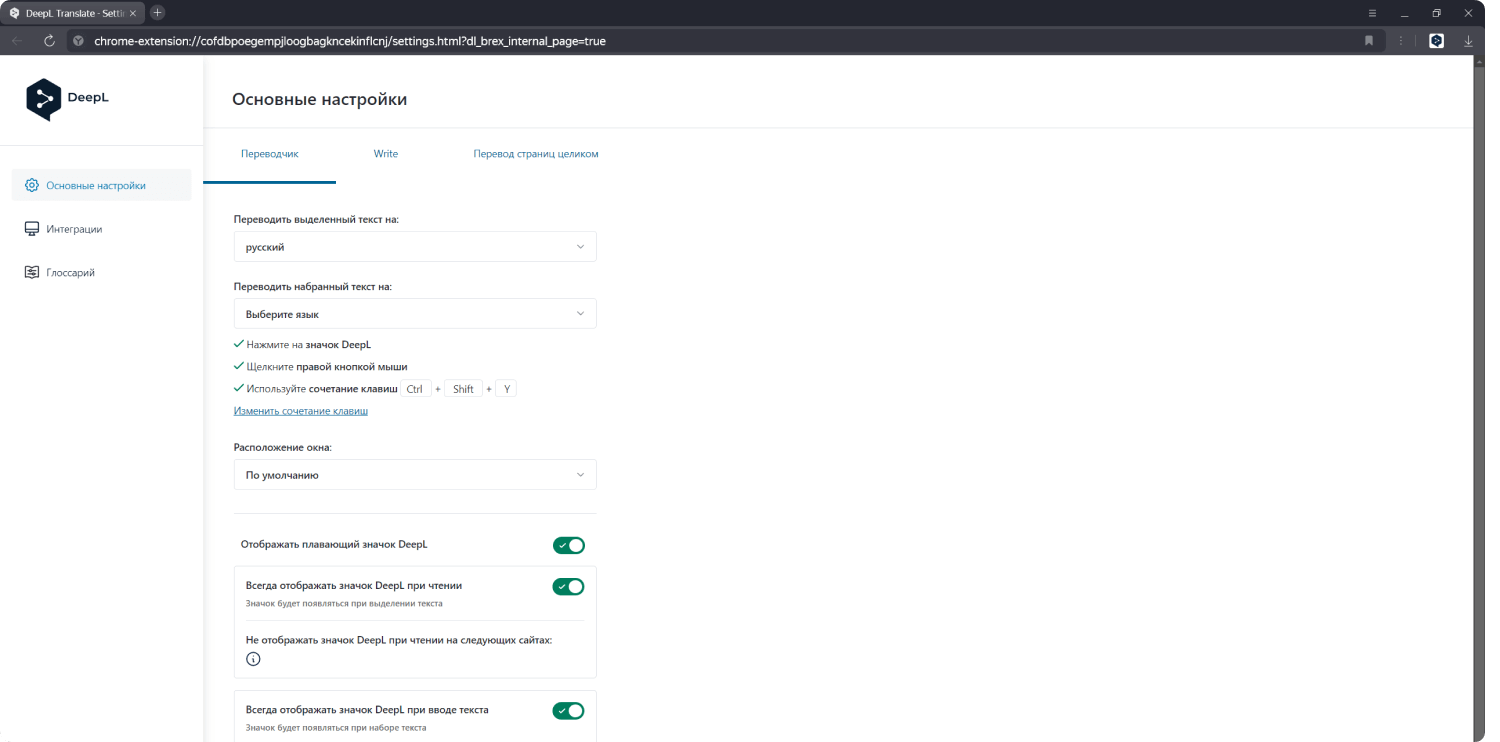 DeepL Translate - Setti
chrome-extension://cofdbpoegempjloogbagkncekinflcnj/settings.html?dl_brex_internal_page=true
DeepL
Основные настройки
Интеграции
Глоссарий
Основные настройки
Переводчик Write Перевод страниц целиком
Переводить выделенный текст на:
русский
Переводить набранный текст на:
Выберите язык
Нажмите на значок DeepL
Щелкните правой кнопкой мыши
Используйте сочетание клавиш Ctrl + Shift + Y
Изменить сочетание клавиш
Расположение окна:
По умолчанию
Отображать плавающий значок DeepL
Всегда отображать значок DeepL при чтении
Значок будет появляться при выделении текста
Не отображать значок DeepL при чтении на следующих сайтах:
Всегда отображать значок DeepL при вводе текста
Значок будет появляться при наборе текста